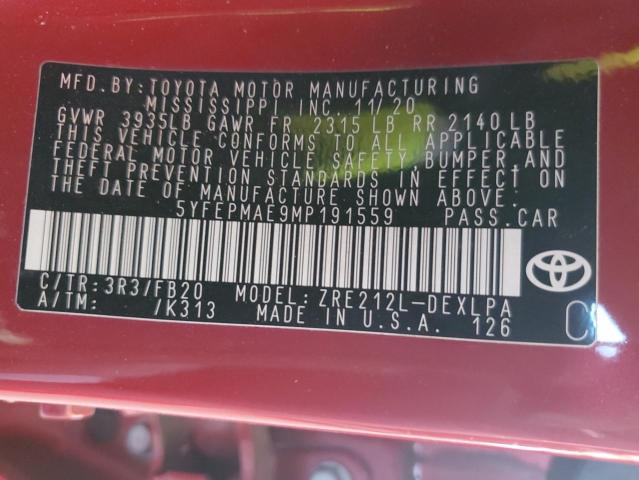 MFD. BY: TOYOTA MOTOR MANUFACTURING
MISSISSIPPI INC. 11/20
GVWR 3935LB GAWR FR 2315 LB RR 2140 LB
THIS VEHICLE CONFORMS TO ALL APPLICABLE
FEDERAL MOTOR VEHICLE SAFETY, BUMPER, AND
THEFT PREVENTION STANDARDS IN EFFECT ON
THE DATE OF MANUFACTURE SHOWN ABOVE.
5YFEPMAE9MP191559 PASS. CAR
C/TR: 3R3/FB20 MODEL: ZRE212L-DEXLPA
A/TM: /K313 MADE IN U.S.A. 126
C